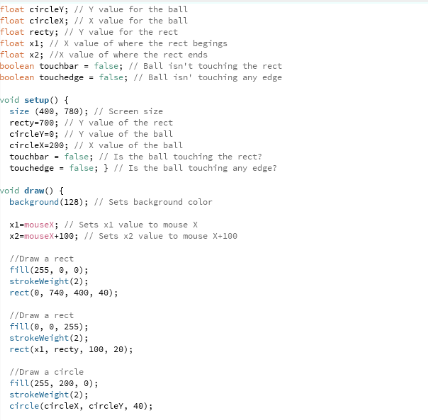 float circleY; // Y value for the ball
float circleX; // X value for the ball
float recty; // Y value for the rect
float x1; // X value of where the rect begings
float x2; //X value of where the rect ends
boolean touchbar = false; // Ball isn't touching the rect
boolean touchedge = false; // Ball isn' touching any edge
void setup() {
size (400, 780); // Screen size
recty=700; // Y value of the rect
circleY=0; // Y value of the ball
circleX=200; // X value of the ball
touchbar = false; // Is the ball touching the rect?
touchedge = false; } // Is the ball touching any edge?
void draw() {
background(128); // Sets background color
x1=mouseX; // Sets x1 value to mouse X
x2=mouseX+100; // Sets x2 value to mouse X+100
//Draw a rect
fill(255, 0, 0);
strokeWeight(2);
rect(0, 740, 400, 40);
//Draw a rect
fill(0, 0, 255);
strokeWeight(2);
rect(x1, recty, 100, 20);
//Draw a circle
fill(255, 200, 0);
strokeWeight(2);
circle(circleX, circleY, 40);